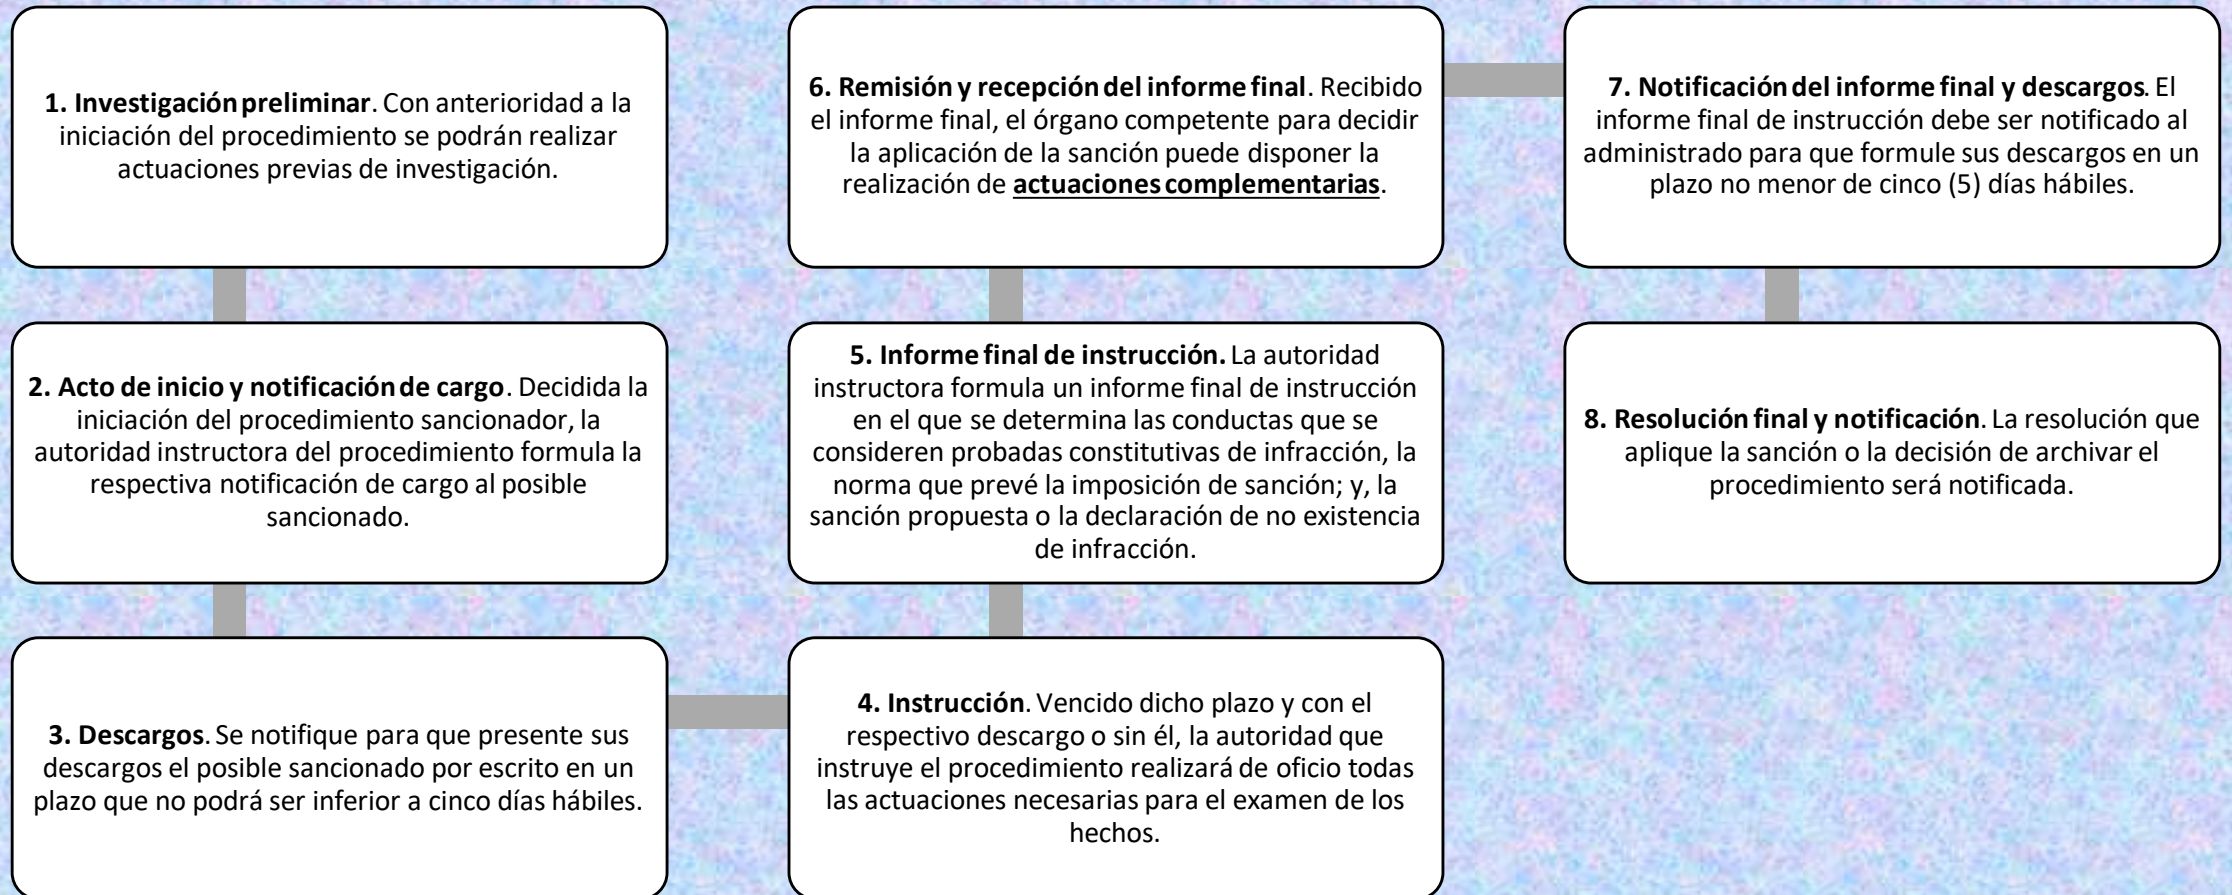 1. Investigación preliminar. Con anterioridad a la
iniciación del procedimiento se podrán realizar
actuaciones previas de investigación.
2. Acto de inicio y notificación de cargo. Decidida la
iniciación del procedimiento sancionador, la
autoridad instructora del procedimiento formula la
respectiva notificación de cargo al posible
sancionado.
3. Descargos. Se notifique para que presente sus
descargos el posible sancionado por escrito en un
plazo que no podrá ser inferior a cinco días hábiles.
4. Instrucción. Vencido dicho plazo y con el
respectivo descargo o sin él, la autoridad que
instruye el procedimiento realizará de oficio todas
las actuaciones necesarias para el examen de los
hechos.
5. Informe final de instrucción. La autoridad
instructora formula un informe final de instrucción
en el que se determina las conductas que se
consideren probadas constitutivas de infracción, la
norma que prevé la imposición de sanción; y, la
sanción propuesta o la declaración de no existencia
de infracción.
6. Remisión y recepción del informe final. Recibido
el informe final, el órgano competente para decidir
la aplicación de la sanción puede disponer la
realización de actuaciones complementarias.
7. Notificación del informe final y descargos. El
informe final de instrucción debe ser notificado al
administrado para que formule sus descargos en un
plazo no menor de cinco (5) días hábiles.
8. Resolución final y notificación. La resolución que
aplique la sanción o la decisión de archivar el
procedimiento será notificada.